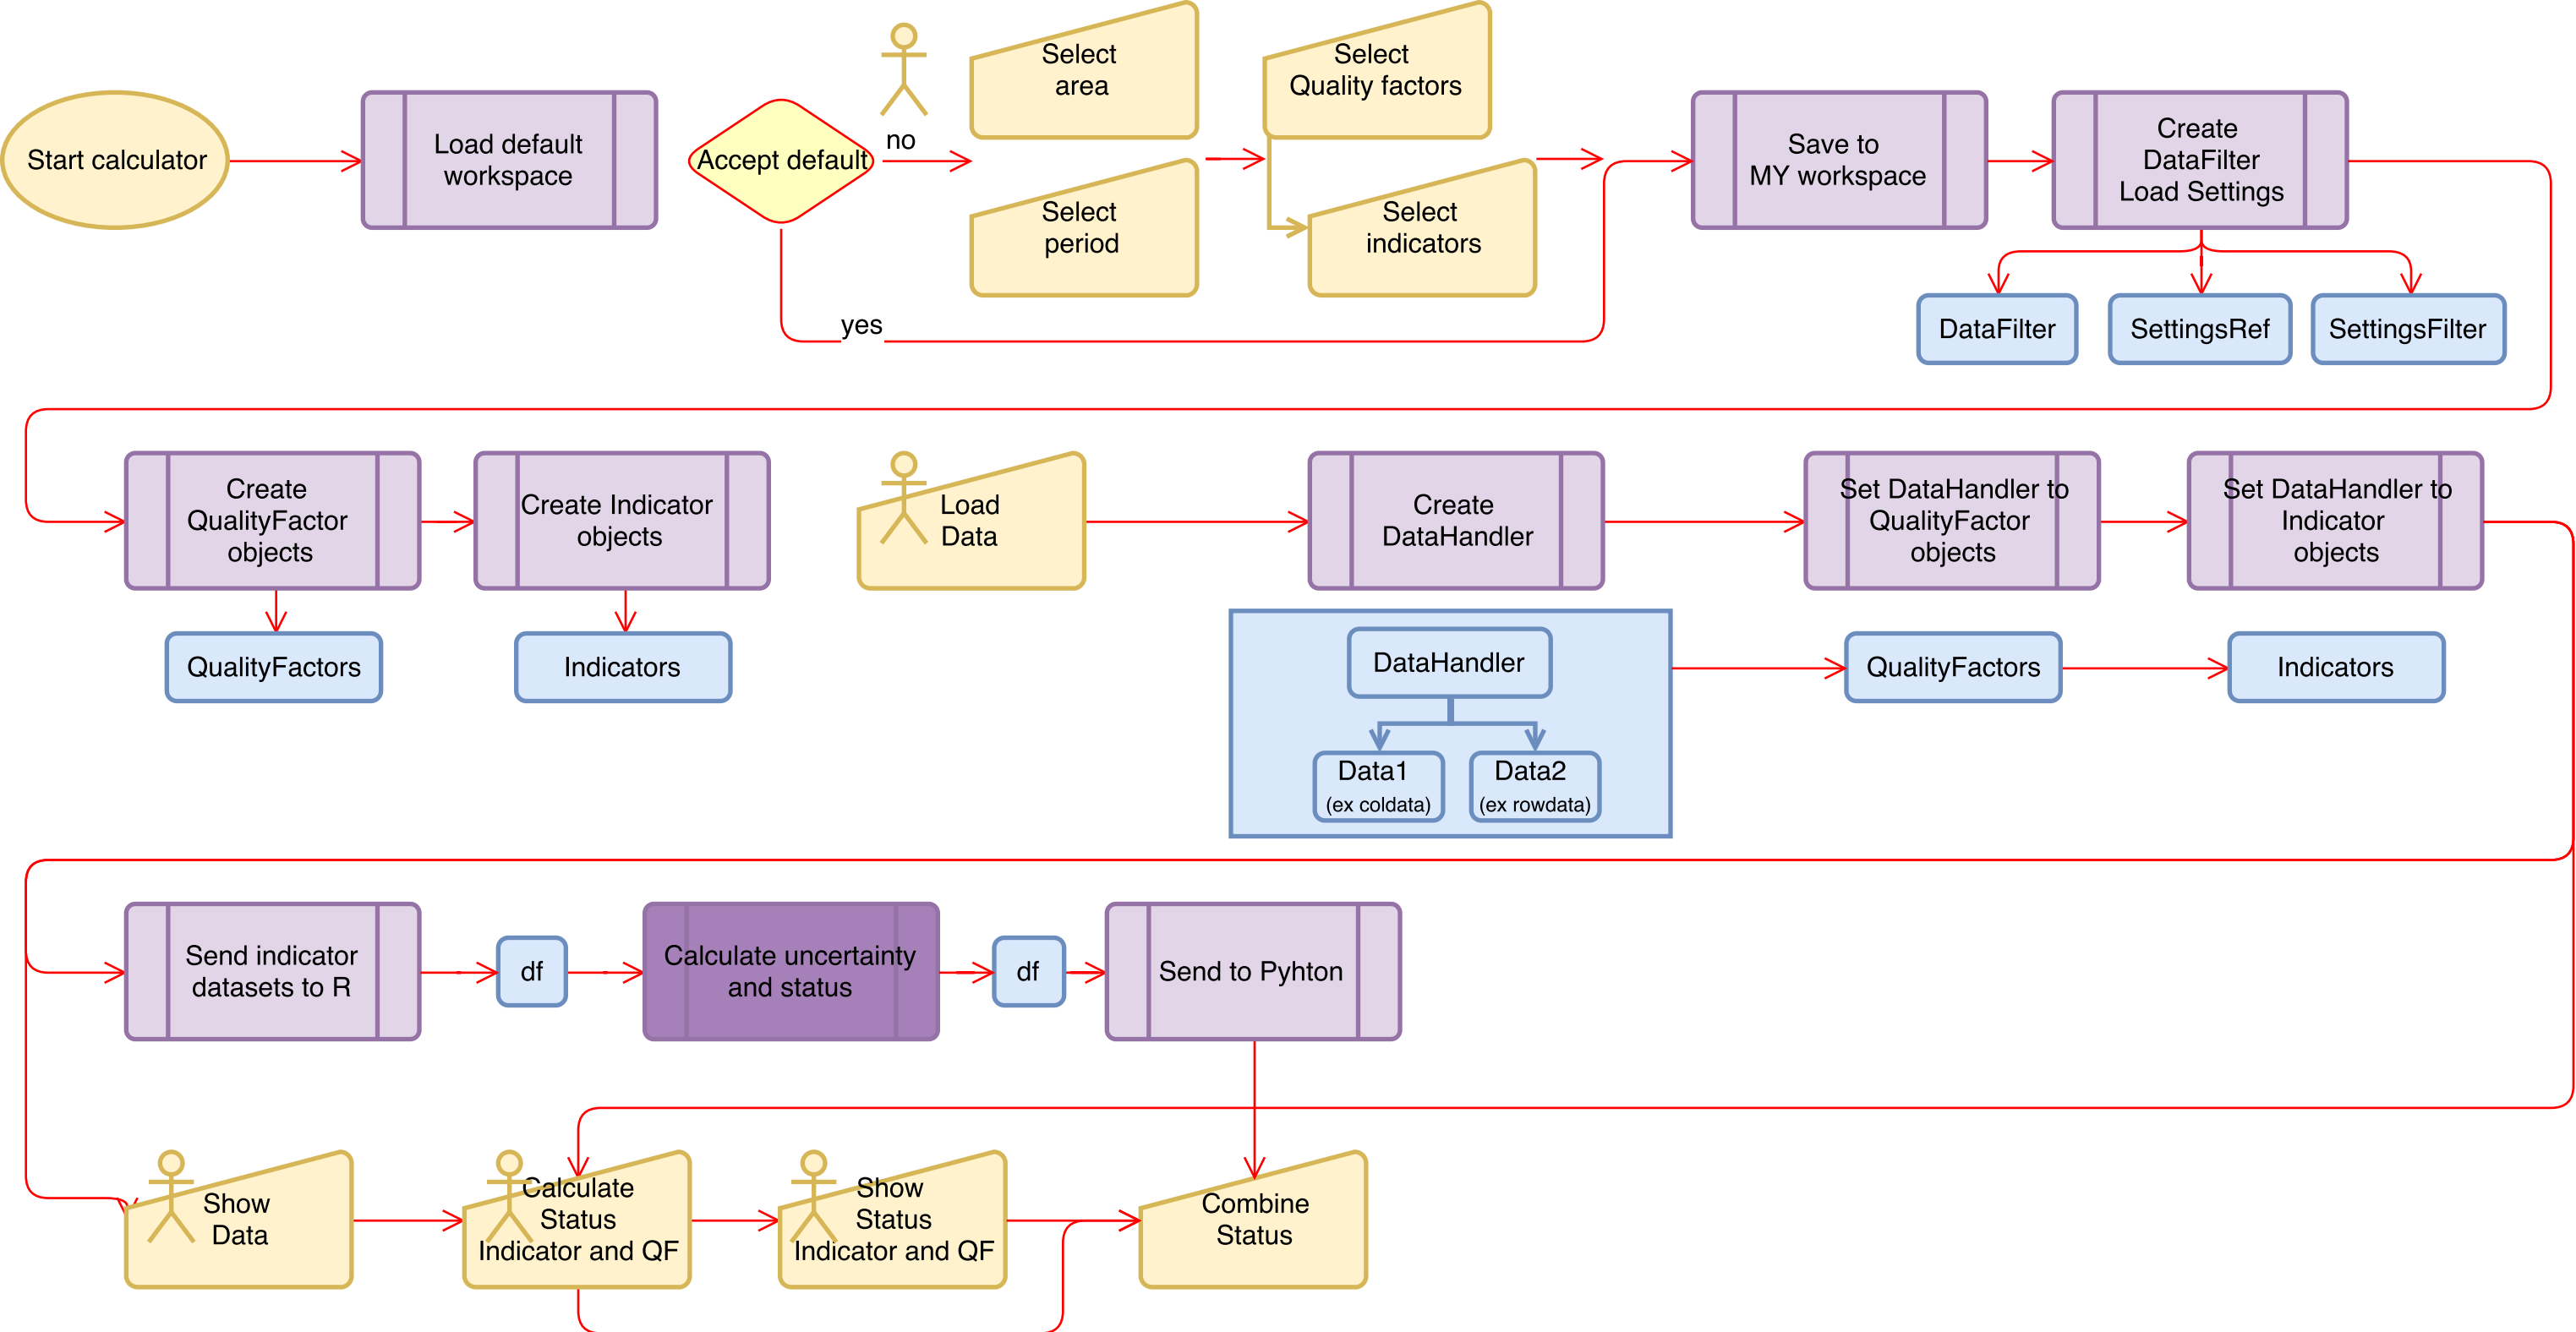 Start calculator
Load default
workspace
Accept default
no
yes
Select
area
Select
period
Select
Quality factors
Select
indicators
Save to
MY workspace
Create
DataFilter
Load Settings
DataFilter
SettingsRef
SettingsFilter
Create
QualityFactor
objects
Create Indicator
objects
Load
Data
Create
DataHandler
Set DataHandler to
QualityFactor
objects
Set DataHandler to
Indicator
objects
QualityFactors
Indicators
DataHandler
Data1
(ex coldata)
Data2
(ex rowdata)
QualityFactors
Indicators
Send indicator
datasets to R
df
Calculate uncertainty
and status
df
Send to Pyhton
Show
Data
Calculate
Status
Indicator and QF
Show
Status
Indicator and QF
Combine
Status